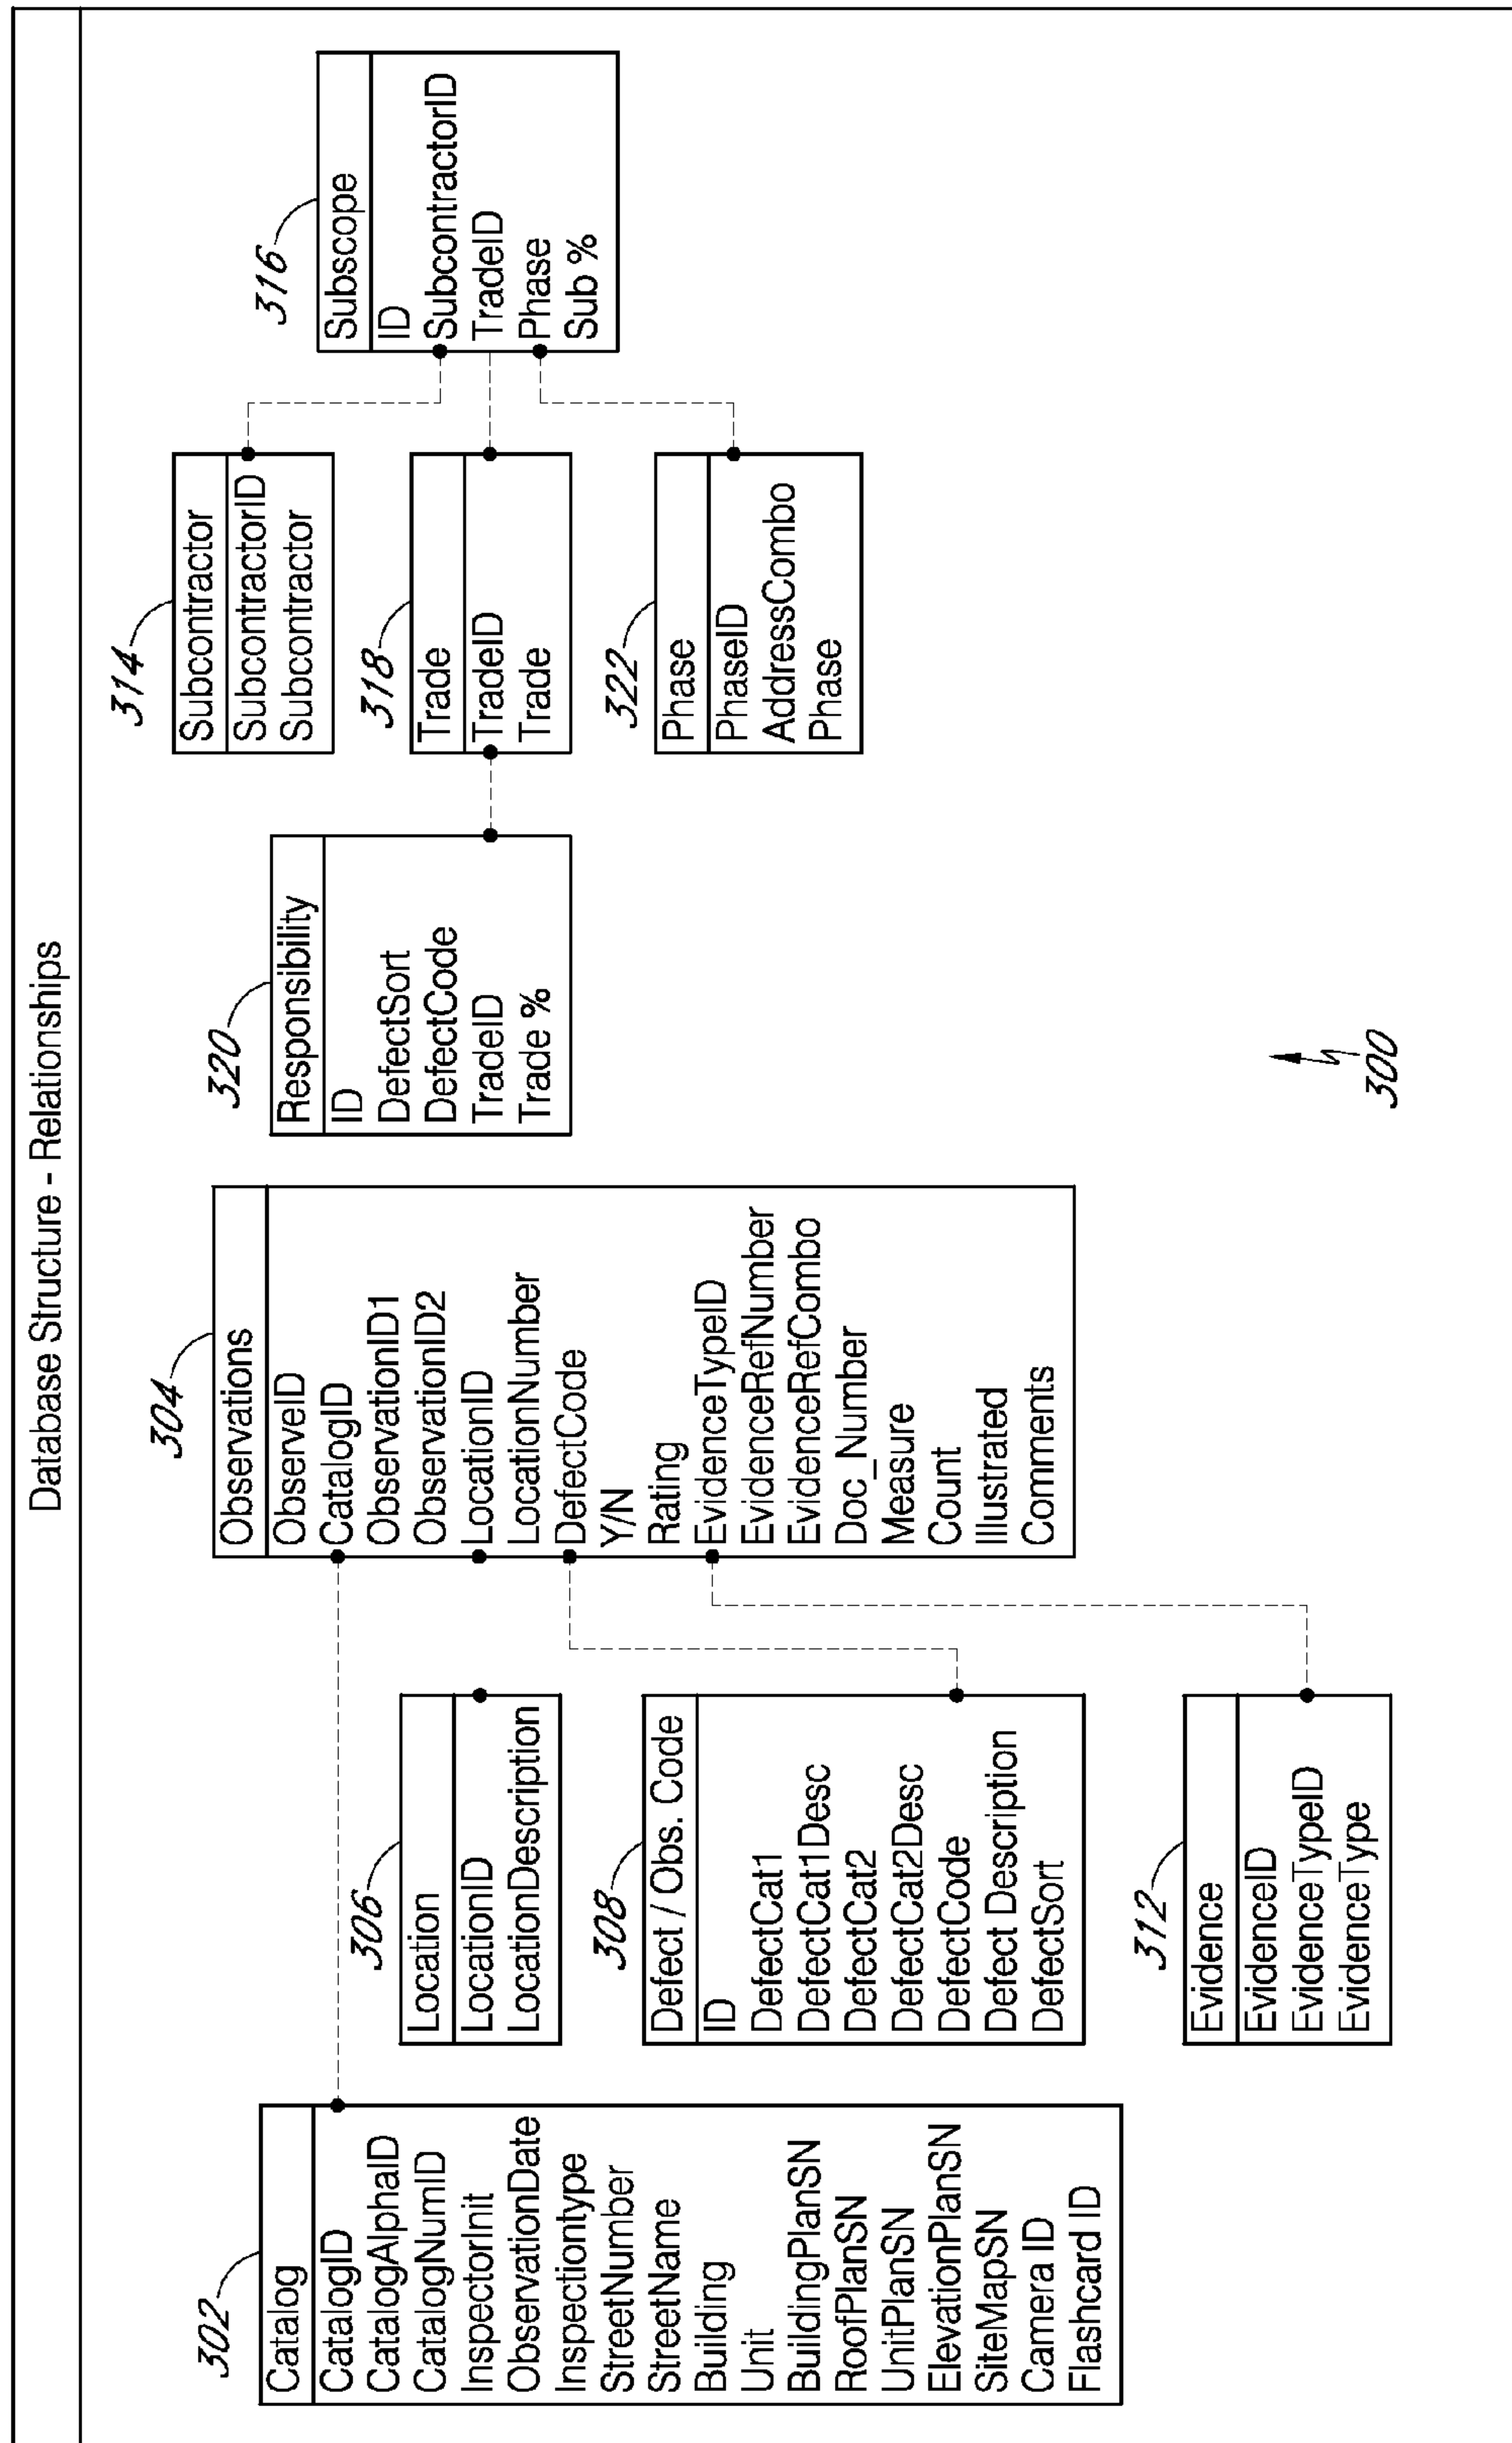 Database Structure - Relationships
302
Catalog
CatalogID
CatalogAlphaID
CatalogNumID
InspectorInit
ObservationDate
Inspectiontype
StreetNumber
StreetName
Building
Unit
BuildingPlanSN
RoofPlanSN
UnitPlanSN
ElevationPlanSN
SiteMapSN
Camera ID
Flashcard ID
306
Location
LocationID
LocationDescription
308
Defect / Obs. Code
ID
DefectCat1
DefectCat1Desc
DefectCat2
DefectCat2Desc
DefectCode
Defect Description
DefectSort
312
Evidence
EvidenceID
EvidenceTypeID
EvidenceType
304
Observations
ObserveID
CatalogID
ObservationID1
ObservationID2
LocationID
LocationNumber
DefectCode
Y/N
Rating
EvidenceTypeID
EvidenceRefNumber
EvidenceRefCombo
Doc_Number
Measure
Count
Illustrated
Comments
320
Responsibility
ID
DefectSort
DefectCode
TradeID
Trade %
314
Subcontractor
SubcontractorID
Subcontractor
318
Trade
TradeID
Trade
322
Phase
PhaseID
AddressCombo
Phase
316
Subscope
ID
SubcontractorID
TradeID
Phase
Sub %
300